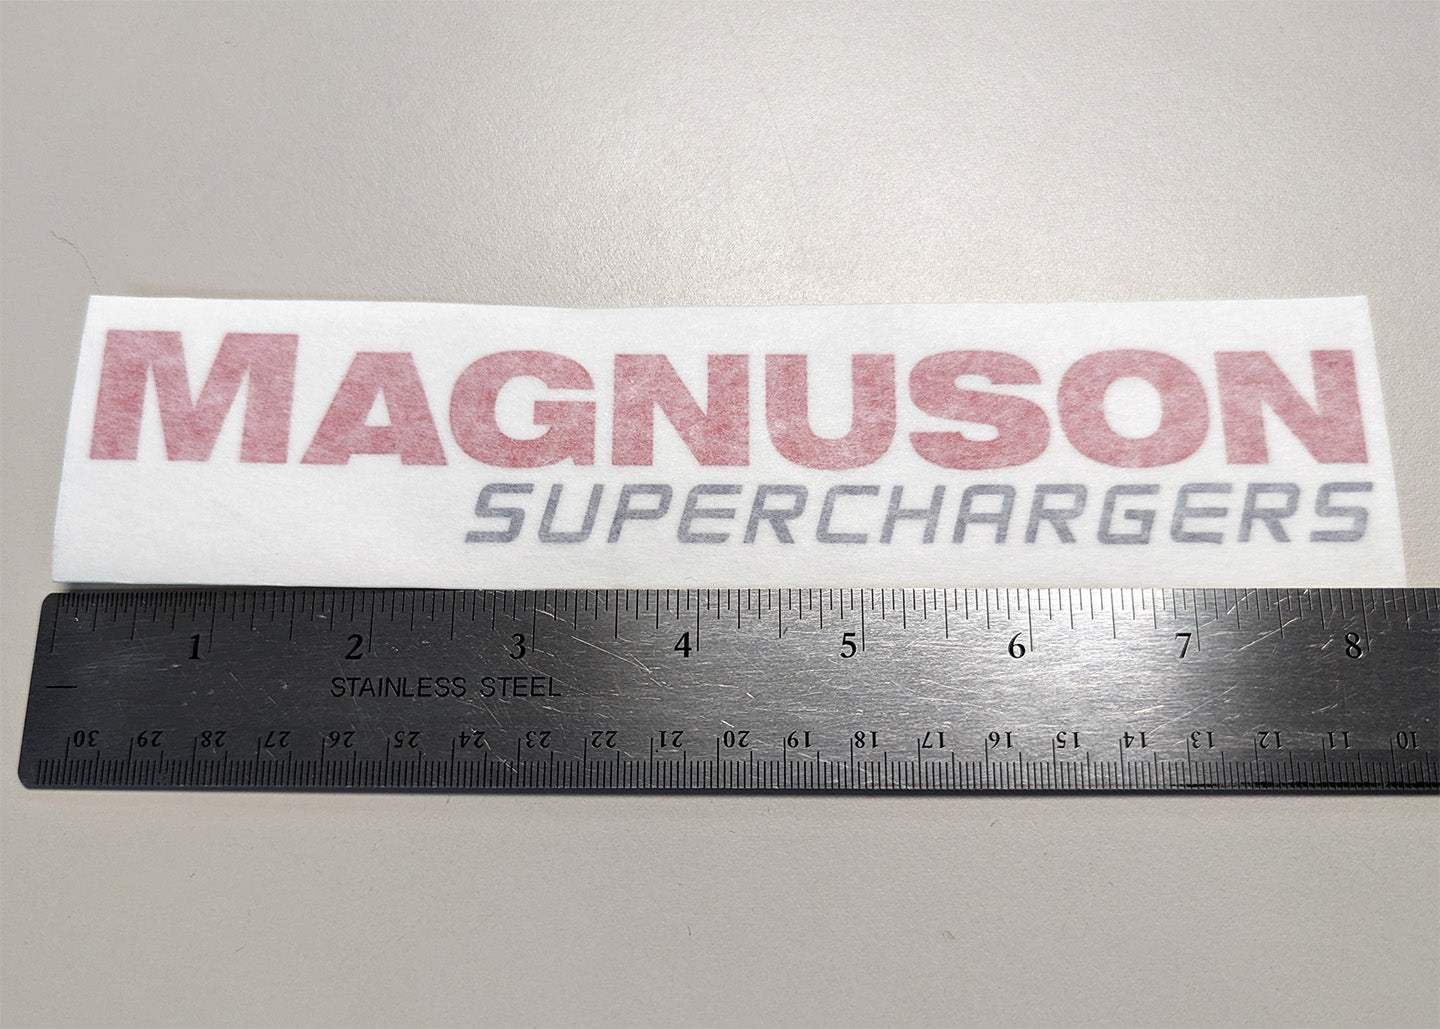 MAGNUSON
SUPERCHARGERS
1 2 3 4 5 6 7 8
STAINLESS STEEL
30 29 28 27 26 25 24 23 22 21 20 19 18 17 16 15 14 13 12 11 10